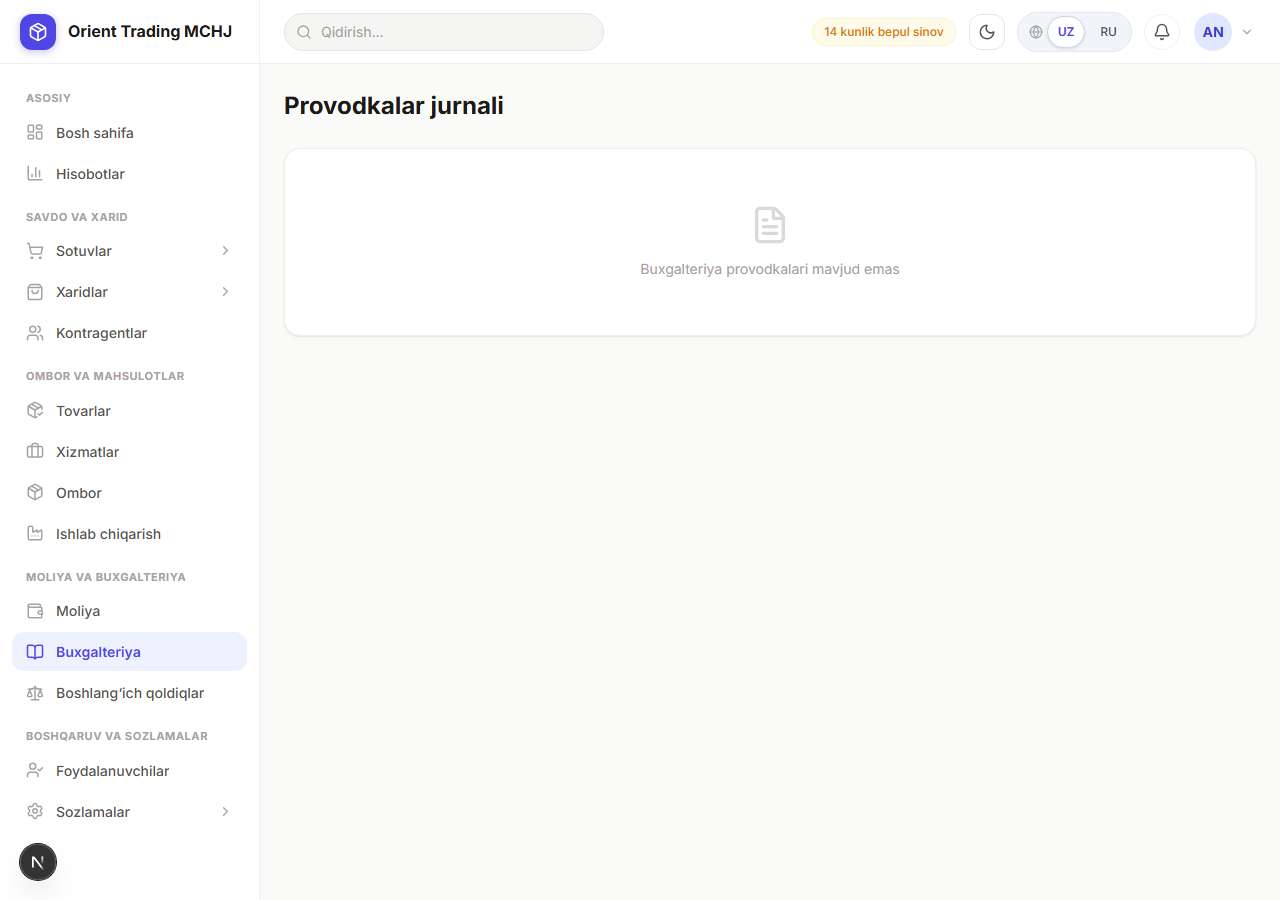 Orient Trading MCHJ
Qidirish...
14 kunlik bepul sinov
UZ
RU
AN
ASOSIY
Bosh sahifa
Hisobotlar
SAVDO VA XARID
Sotuvlar
Xaridlar
Kontragentlar
OMBOR VA MAHSULOTLAR
Tovarlar
Xizmatlar
Ombor
Ishlab chiqarish
MOLIYA VA BUXGALTERIYA
Moliya
Buxgalteriya
Boshlang‘ich qoldiqlar
BOSHQARUV VA SOZLAMALAR
Foydalanuvchilar
Sozlamalar
N
Provodkalar jurnali
Buxgalteriya provodkalari mavjud emas